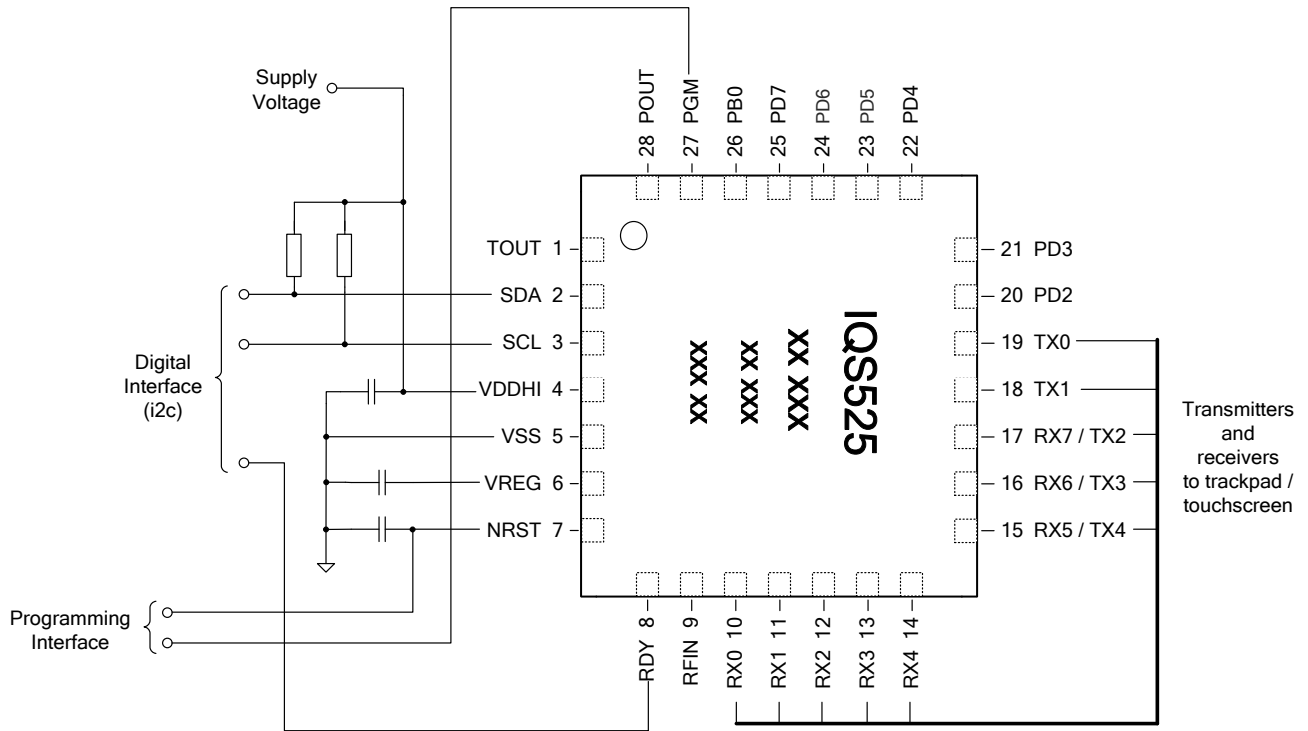 Supply
Voltage
28 POUT
27 PGM
26 PB0
25 PD7
24 PD6
23 PD5
22 PD4
TOUT 1
SDA 2
SCL 3
VDDHI 4
VSS 5
VREG 6
NRST 7
Digital
Interface
(i2c)
Programming
Interface
IQS525
XXX XX XX
XXX XX
XX XXX
21 PD3
20 PD2
19 TX0
18 TX1
17 RX7 / TX2
16 RX6 / TX3
15 RX5 / TX4
Transmitters
and
receivers
to trackpad /
touchscreen
RDY 8
RFIN 9
RX0 10
RX1 11
RX2 12
RX3 13
RX4 14